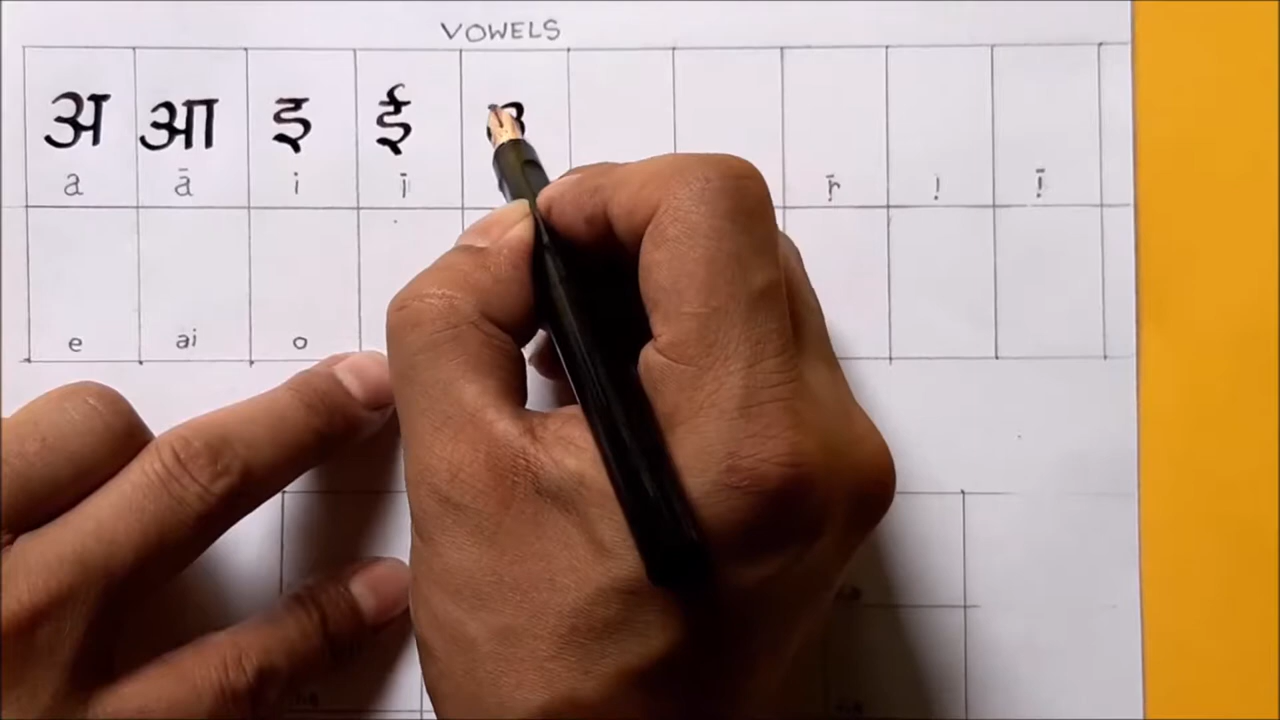 VOWELS
अ आ इ ई
a ā i ī r̄ ḷ ḹ
e ai o